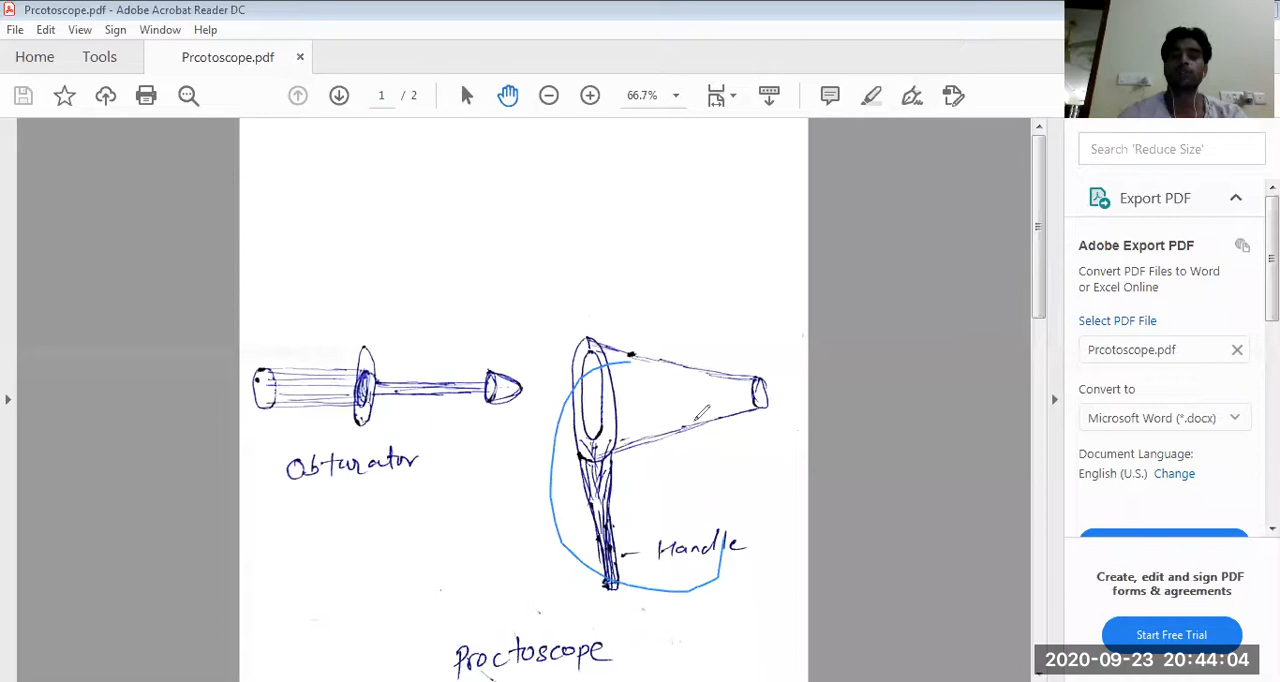 Prcotoscope.pdf - Adobe Acrobat Reader DC
File Edit View Sign Window Help
Home Tools Prcotoscope.pdf ×
1 / 2 66.7%
Search 'Reduce Size'
Export PDF
Adobe Export PDF
Convert PDF Files to Word
or Excel Online
Select PDF File
Prcotoscope.pdf
Convert to
Microsoft Word (*.docx)
Document Language:
English (U.S.) Change
Create, edit and sign PDF
forms & agreements
Start Free Trial
Obturator
Handle
Proctoscope
2020-09-23 20:44:04